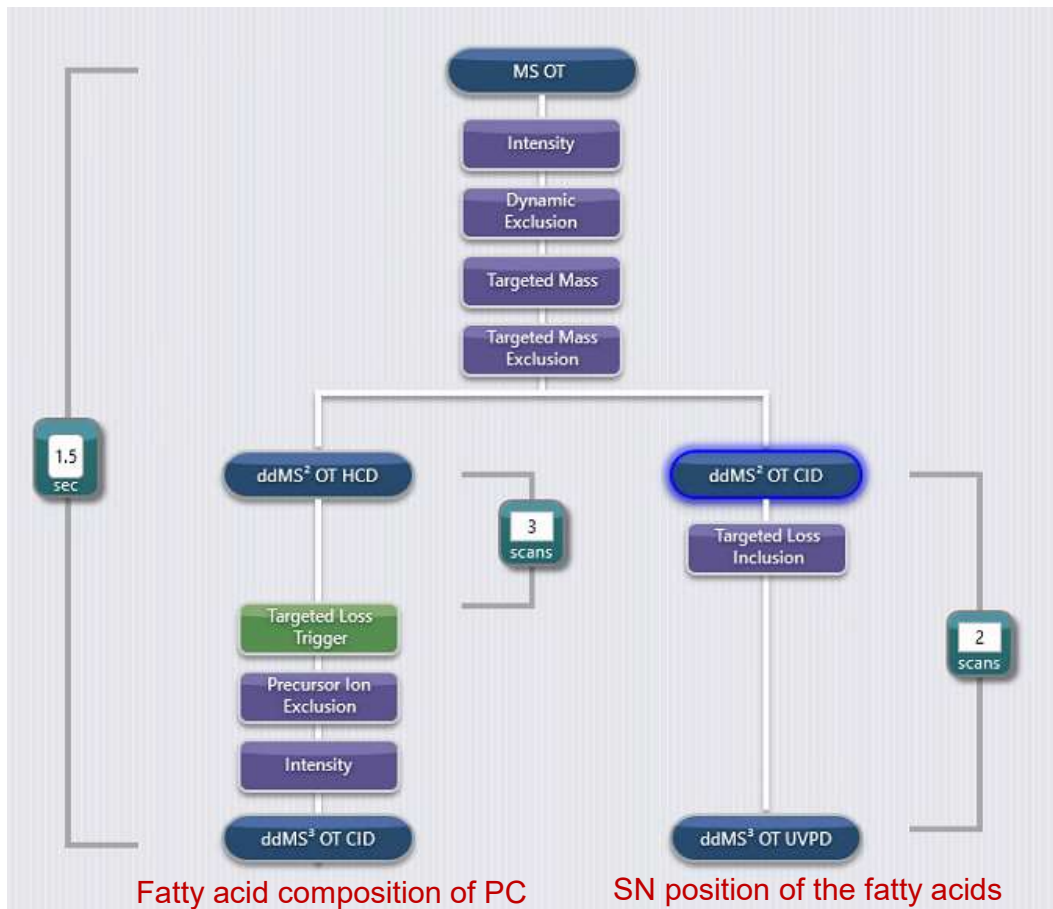 MS OT
Intensity
Dynamic
Exclusion
Targeted Mass
Targeted Mass
Exclusion
1.5
sec
ddMS² OT HCD
3
scans
Targeted Loss
Trigger
Precursor Ion
Exclusion
Intensity
ddMS³ OT CID
Fatty acid composition of PC
ddMS² OT CID
Targeted Loss
Inclusion
2
scans
ddMS³ OT UVPD
SN position of the fatty acids